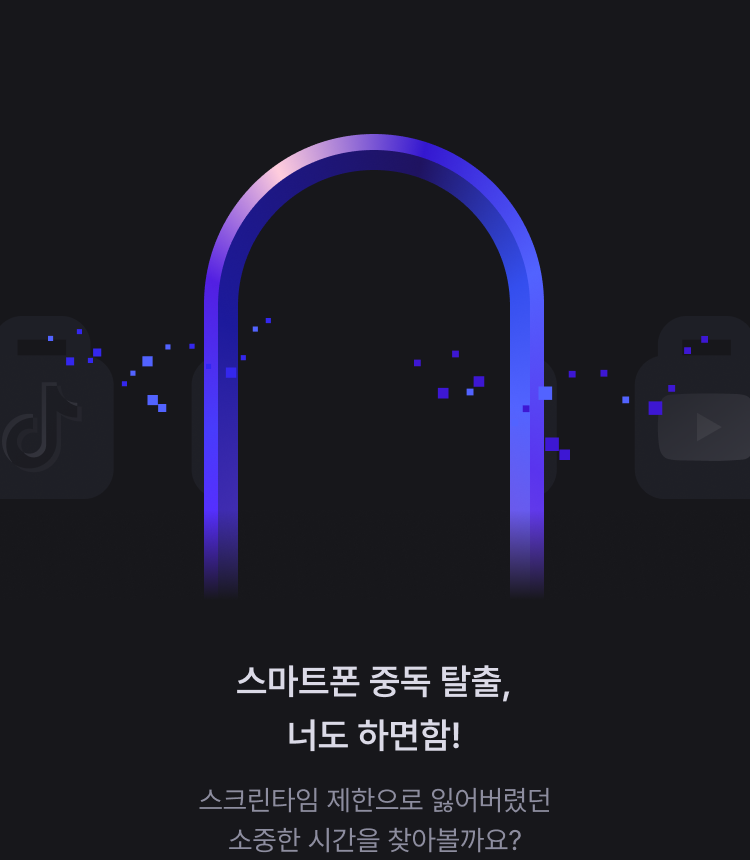 스마트폰 중독 탈출,
너도 하면함!
스크린타임 제한으로 잃어버렸던
소중한 시간을 찾아볼까요?